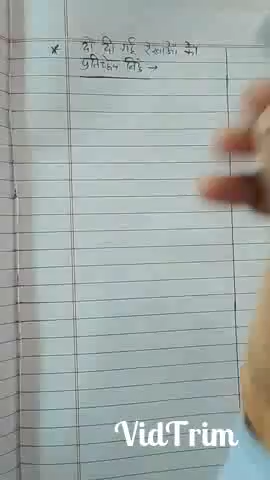 * दो दी गई रेखाओं का
प्रतिच्छेद बिंदु →
VidTrim